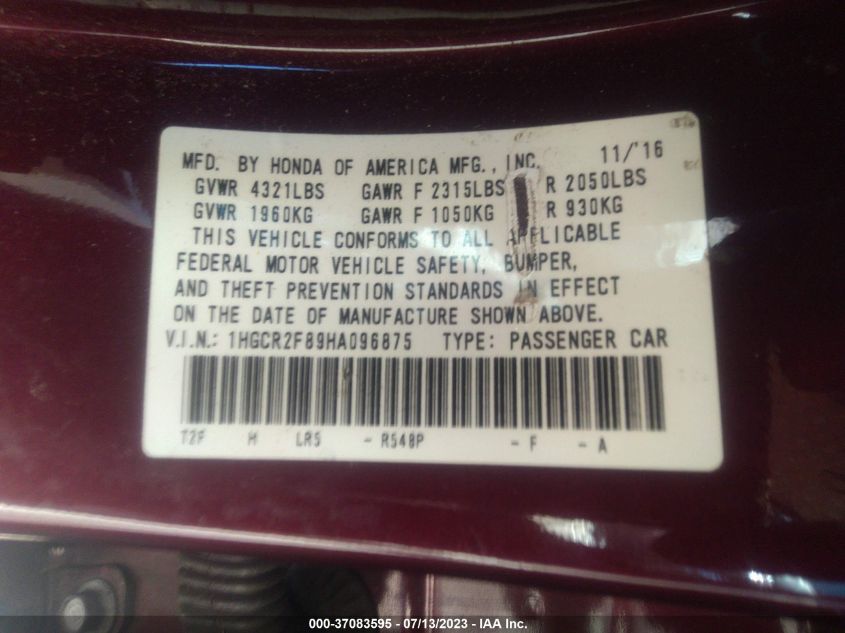 MFD. BY HONDA OF AMERICA MFG., INC. 11/'16
GVWR 4321LBS GAWR F 2315LBS R 2050LBS
GVWR 1960KG GAWR F 1050KG R 930KG
THIS VEHICLE CONFORMS TO ALL APPLICABLE
FEDERAL MOTOR VEHICLE SAFETY, BUMPER,
AND THEFT PREVENTION STANDARDS IN EFFECT
ON THE DATE OF MANUFACTURE SHOWN ABOVE.
V.I.N.: 1HGCR2F89HA096875 TYPE: PASSENGER CAR
T2F H LR5 - R548P - F - A
000-37083595 - 07/13/2023 - IAA Inc.